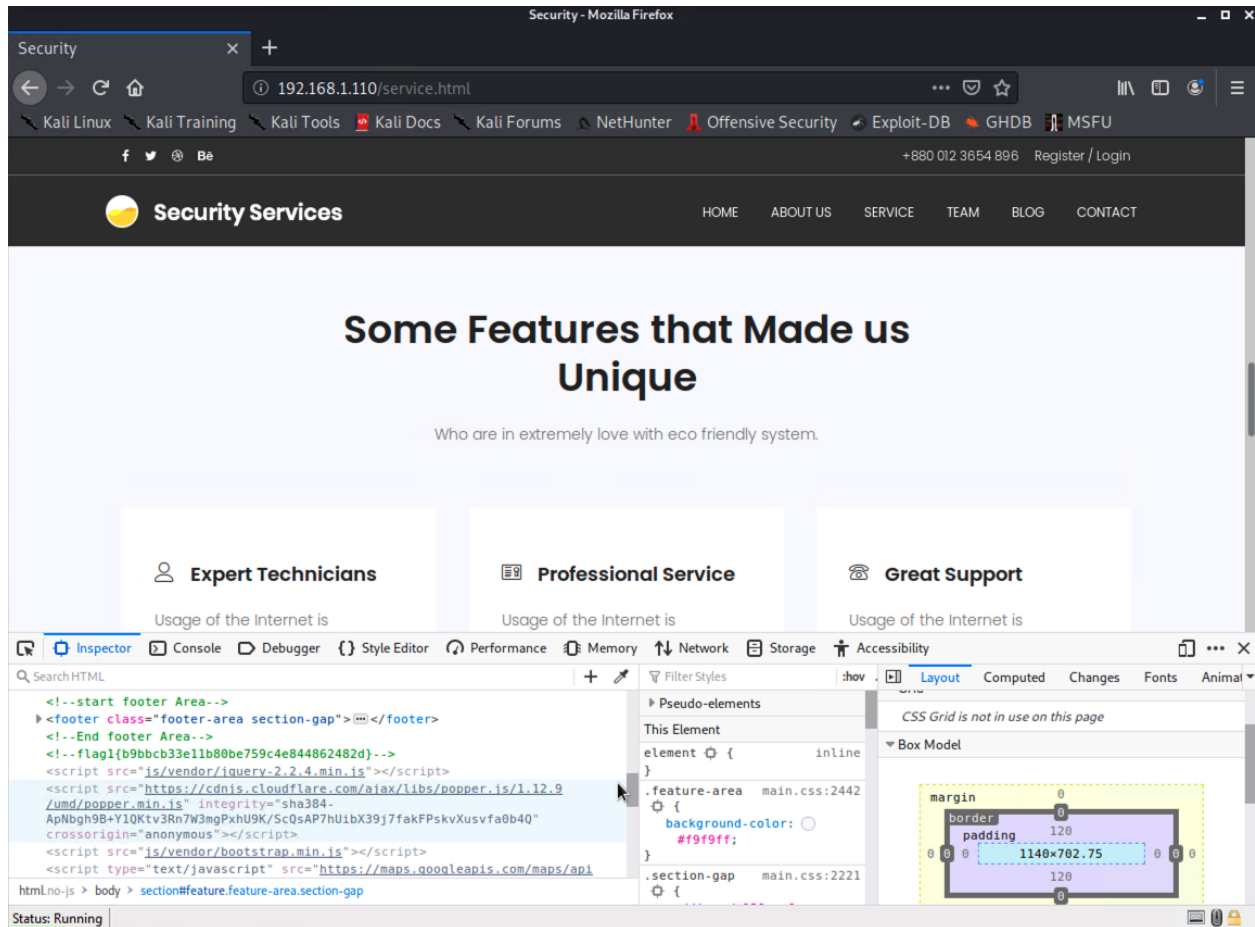 Security - Mozilla Firefox
Security
192.168.1.110/service.html
Kali Linux Kali Training Kali Tools Kali Docs Kali Forums NetHunter Offensive Security Exploit-DB GHDB MSFU
f Bē +880 012 3654 896 Register / Login
Security Services HOME ABOUT US SERVICE TEAM BLOG CONTACT
Some Features that Made us
Unique
Who are in extremely love with eco friendly system.
Expert Technicians Professional Service Great Support
Usage of the Internet is Usage of the Internet is Usage of the Internet is
Inspector Console Debugger {} Style Editor Performance Memory Network Storage Accessibility
Search HTML
<!--start footer Area-->
<footer class="footer-area section-gap"></footer>
<!--End footer Area-->
<!--flag1{b9bbcb33e11b80be759c4e844862482d}-->
<script src="js/vendor/jquery-2.2.4.min.js"></script>
<script src="https://cdnjs.cloudflare.com/ajax/libs/popper.js/1.12.9
/umd/popper.min.js" integrity="sha384-
ApNbgh9B+Y1QKtv3Rn7W3mgPxhU9K/ScQsAP7hUibX39j7fakFPskvXusvfa0b4Q"
crossorigin="anonymous"></script>
<script src="js/vendor/bootstrap.min.js"></script>
<script type="text/javascript" src="https://maps.googleapis.com/maps/api
html.no-js > body > section#feature.feature-area.section-gap
Filter Styles :hov
Pseudo-elements
This Element
element { inline
}
.feature-area main.css:2442
{
background-color:
#f9f9ff;
}
.section-gap main.css:2221
{
Layout Computed Changes Fonts Animat
CSS Grid is not in use on this page
Box Model
margin 0
border 0
padding 120
0 0 0 1140×702.75 0 0 0
120
0
Status: Running